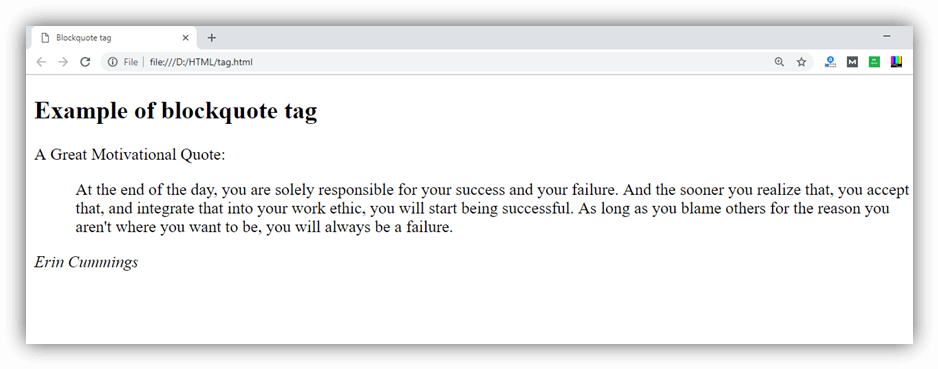 Blockquote tag
File | file:///D:/HTML/tag.html
Example of blockquote tag
A Great Motivational Quote:
At the end of the day, you are solely responsible for your success and your failure. And the sooner you realize that, you accept
that, and integrate that into your work ethic, you will start being successful. As long as you blame others for the reason you
aren't where you want to be, you will always be a failure.
Erin Cummings